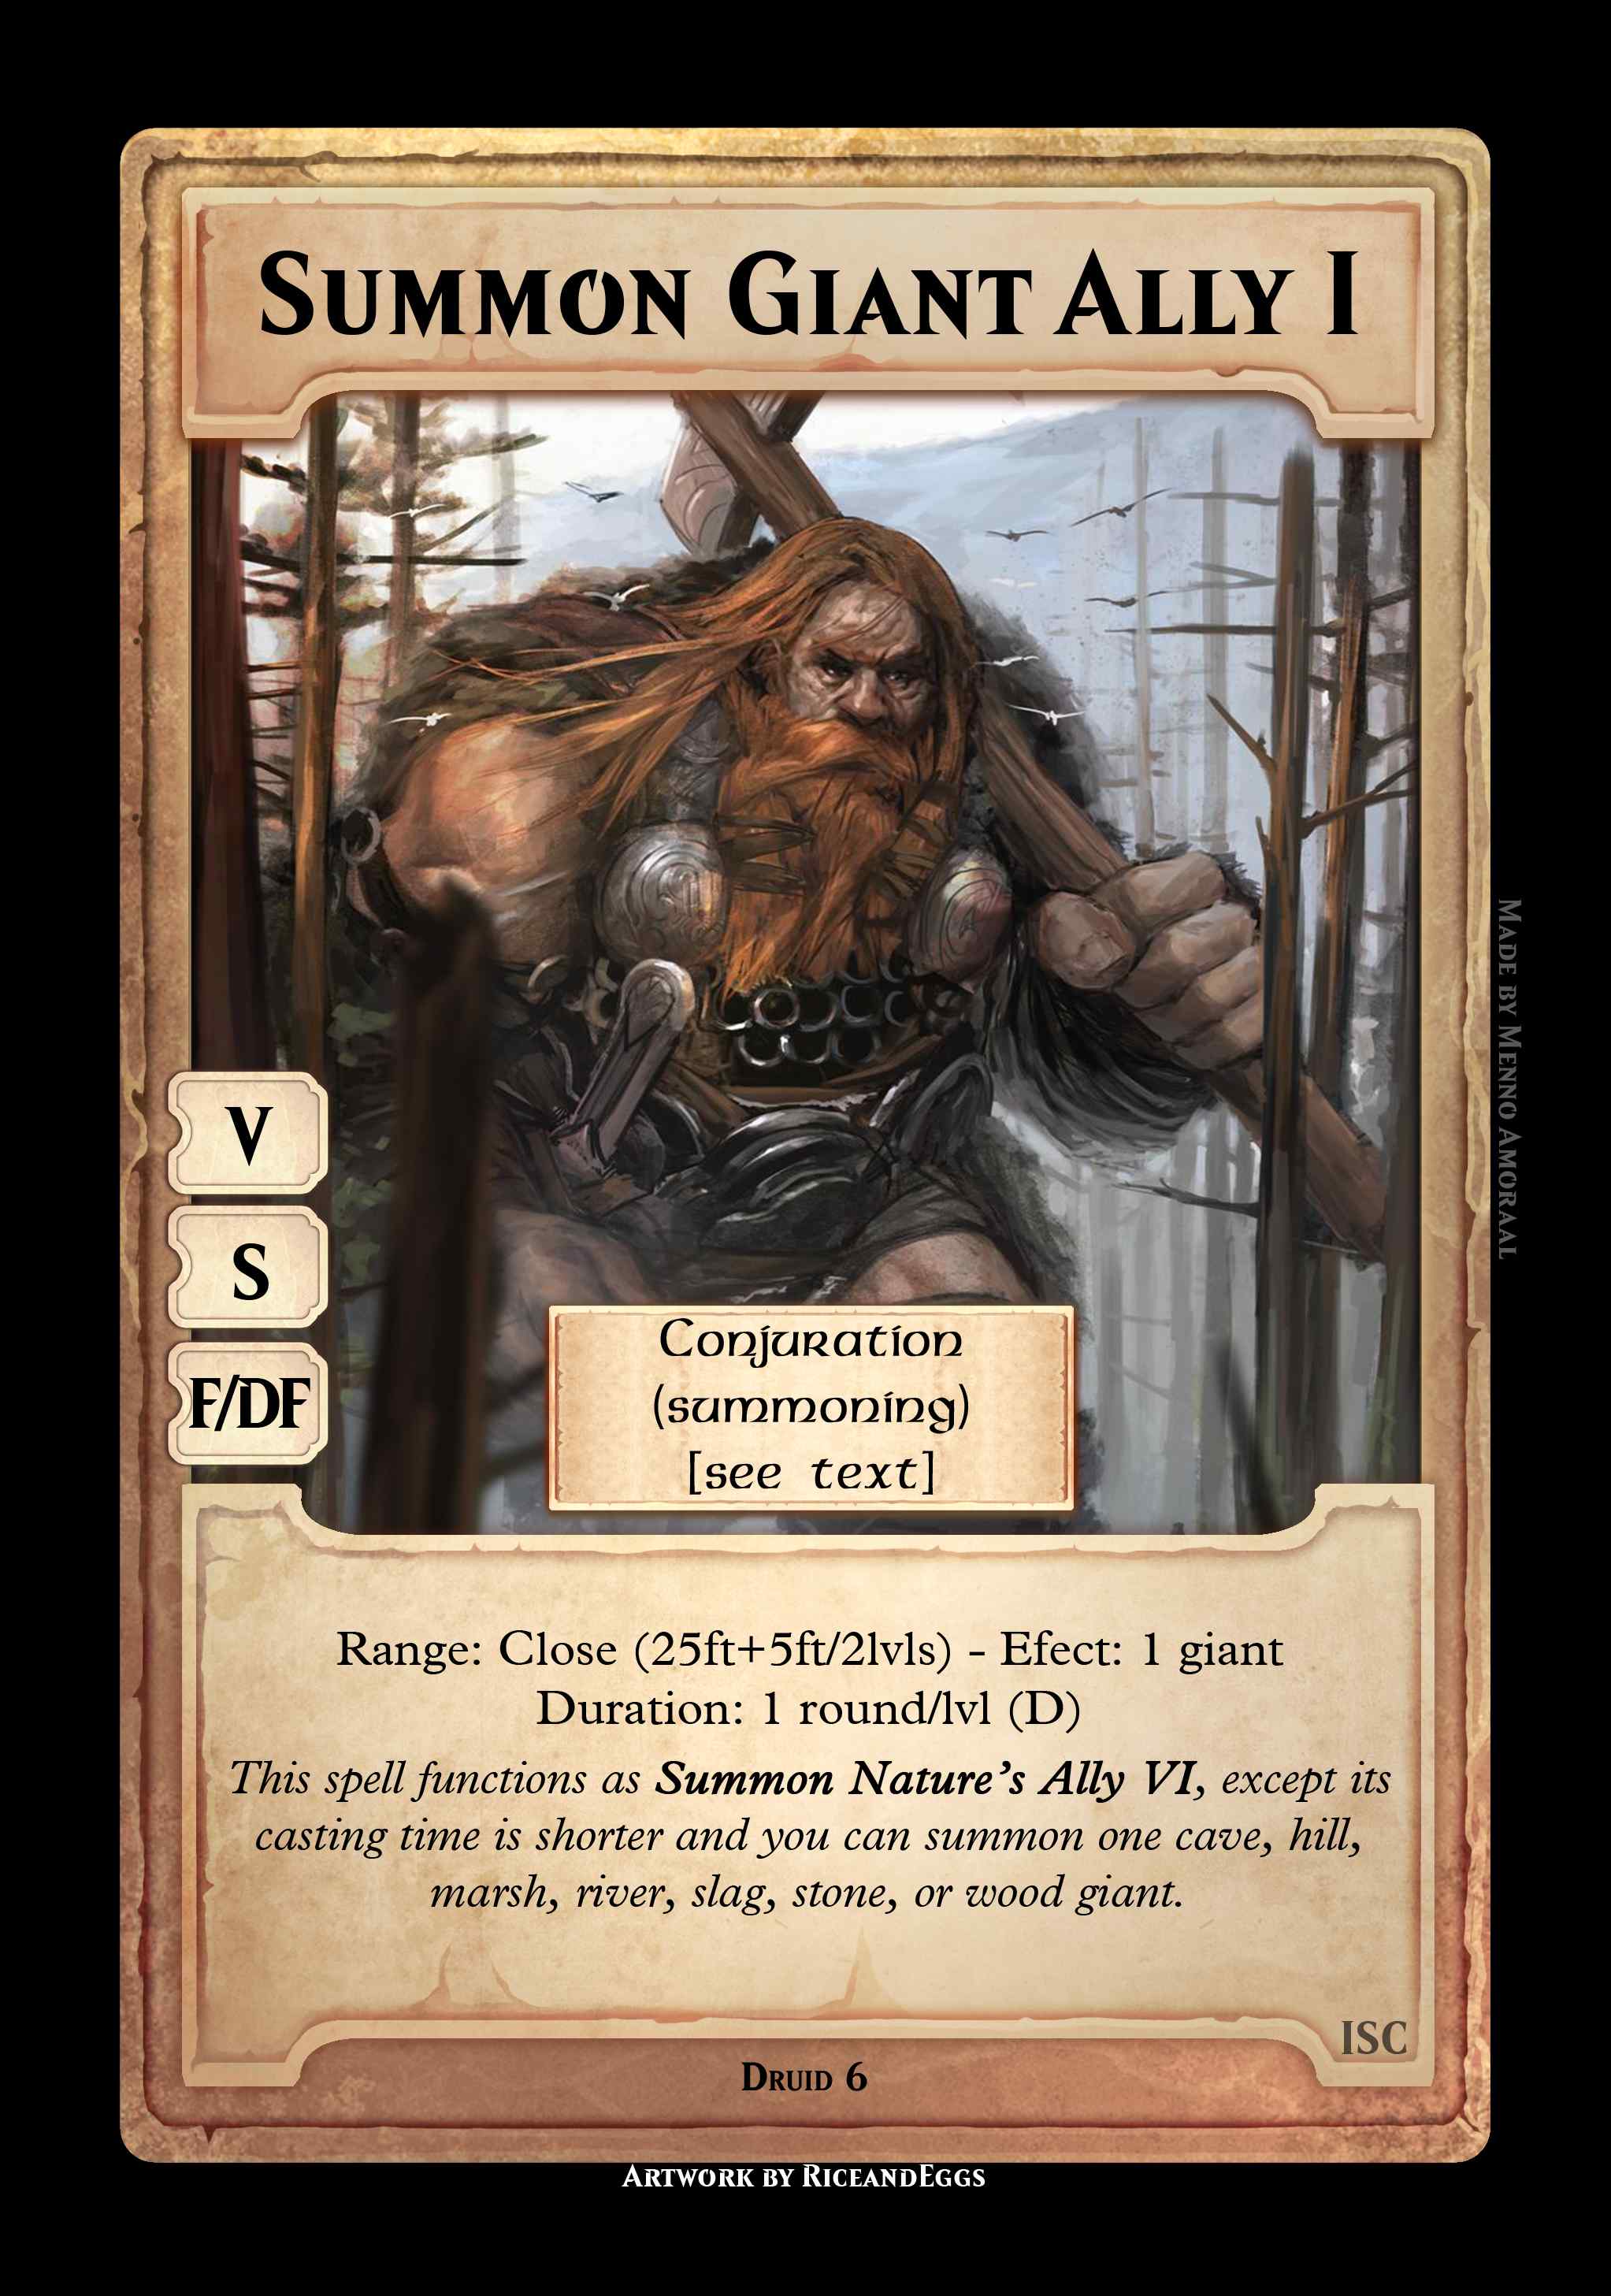 Summon Giant Ally I
V
S
F/DF
Conjuration
(summoning)
[see text]
Range: Close (25ft+5ft/2lvls) - Efect: 1 giant
Duration: 1 round/lvl (D)
This spell functions as Summon Nature's Ally VI, except its
casting time is shorter and you can summon one cave, hill,
marsh, river, slag, stone, or wood giant.
ISC
Druid 6
Artwork by RiceandEggs
Made by Menno Amoraal